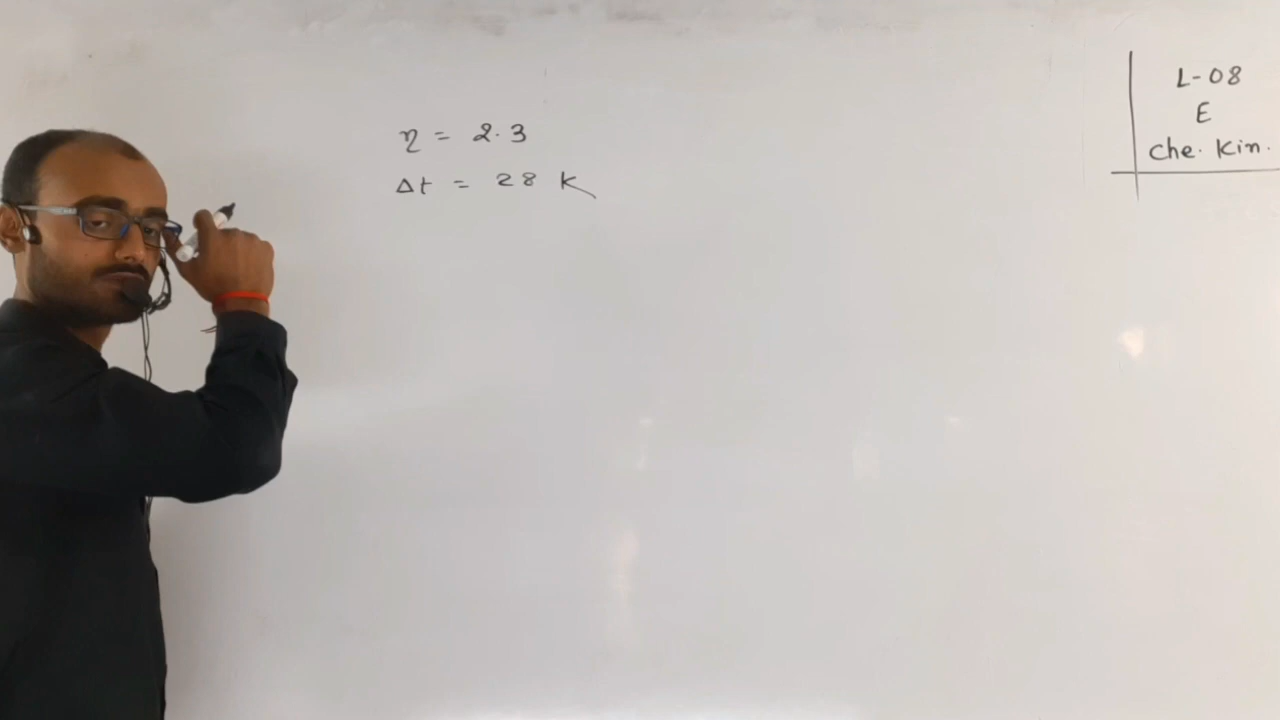 η = 2.3
Δt = 28 K
L-08
E
Che. Kin.